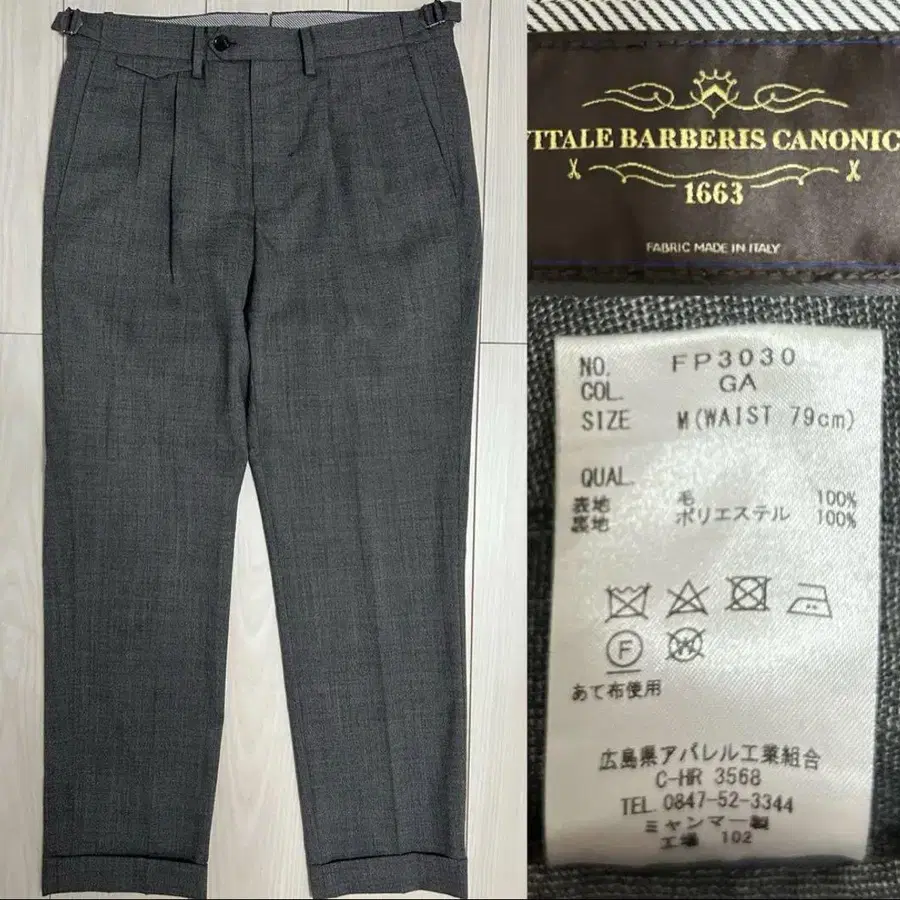 VITALE BARBERIS CANONIC
1663
FABRIC MADE IN ITALY
NO. FP3030
COL. GA
SIZE M(WAIST 79cm)
QUAL.
表地 毛 100%
裏地 ポリエステル 100%
F
W
あて布使用
広島県アパレル工業組合
C-HR 3568
TEL.0847-52-3344
ミャンマー製
工場 102